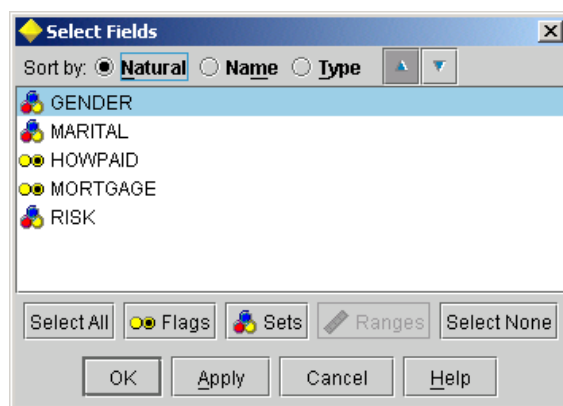 Select Fields
Sort by: Natural Name Type
GENDER
MARITAL
HOWPAID
MORTGAGE
RISK
Select All Flags Sets Ranges Select None
OK Apply Cancel Help